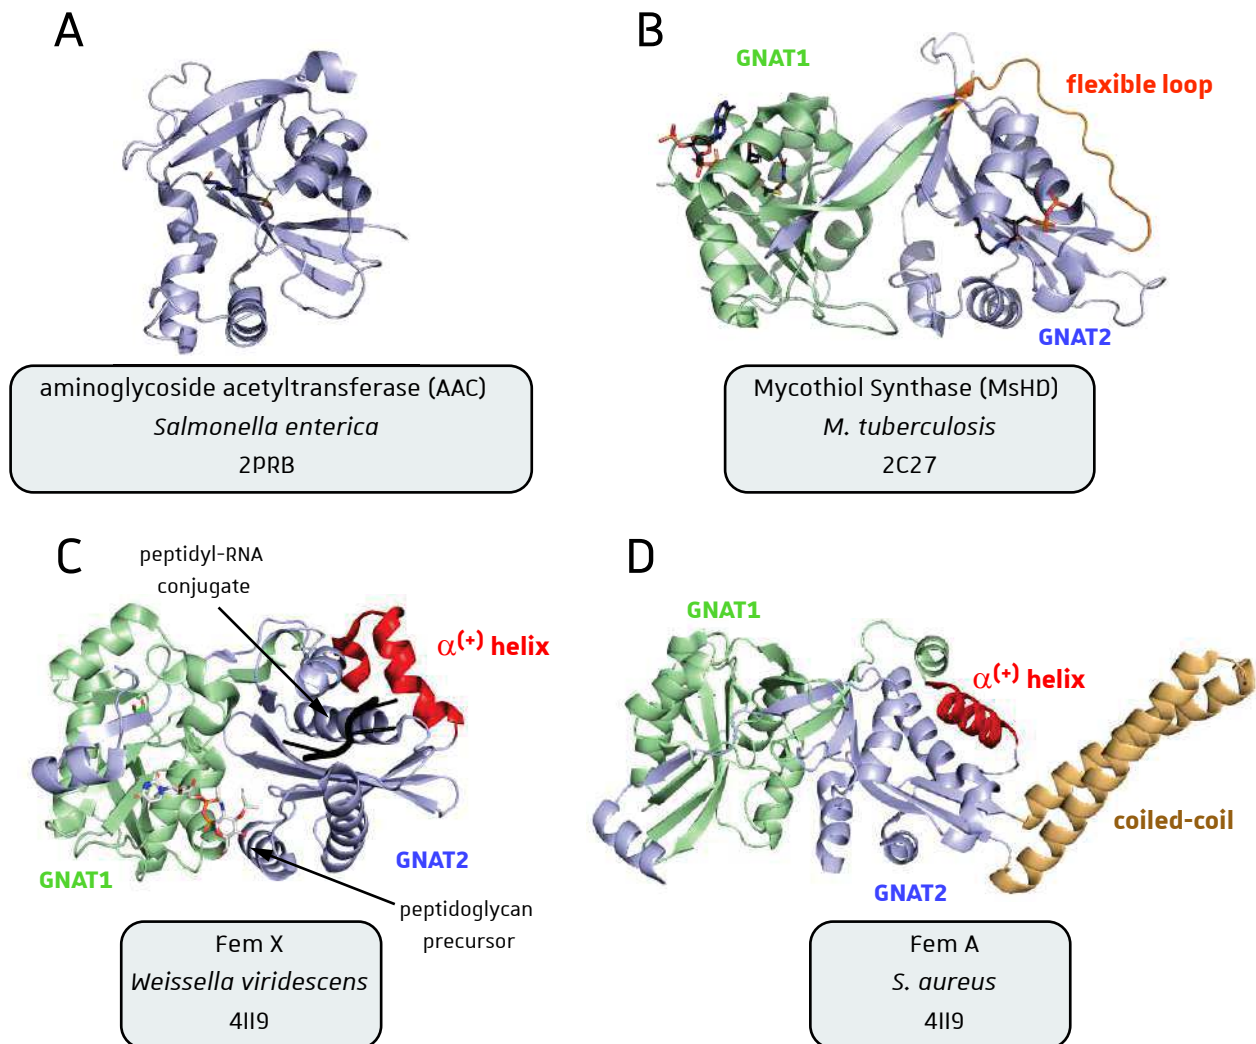 A
B
GNAT1
flexible loop
GNAT2
aminoglycoside acetyltransferase (AAC)
Salmonella enterica
2PRB
Mycothiol Synthase (MsHD)
M. tuberculosis
2C27
C
peptidyl-RNA
conjugate
α(+) helix
GNAT1
GNAT2
peptidoglycan
precursor
Fem X
Weissella viridescens
4II9
D
GNAT1
α(+) helix
coiled-coil
GNAT2
Fem A
S. aureus
4II9